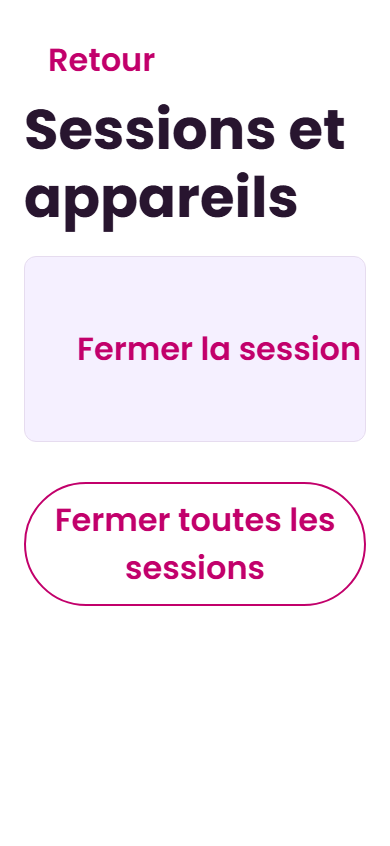 Retour
Sessions et
appareils
Fermer la session
Fermer toutes les
sessions